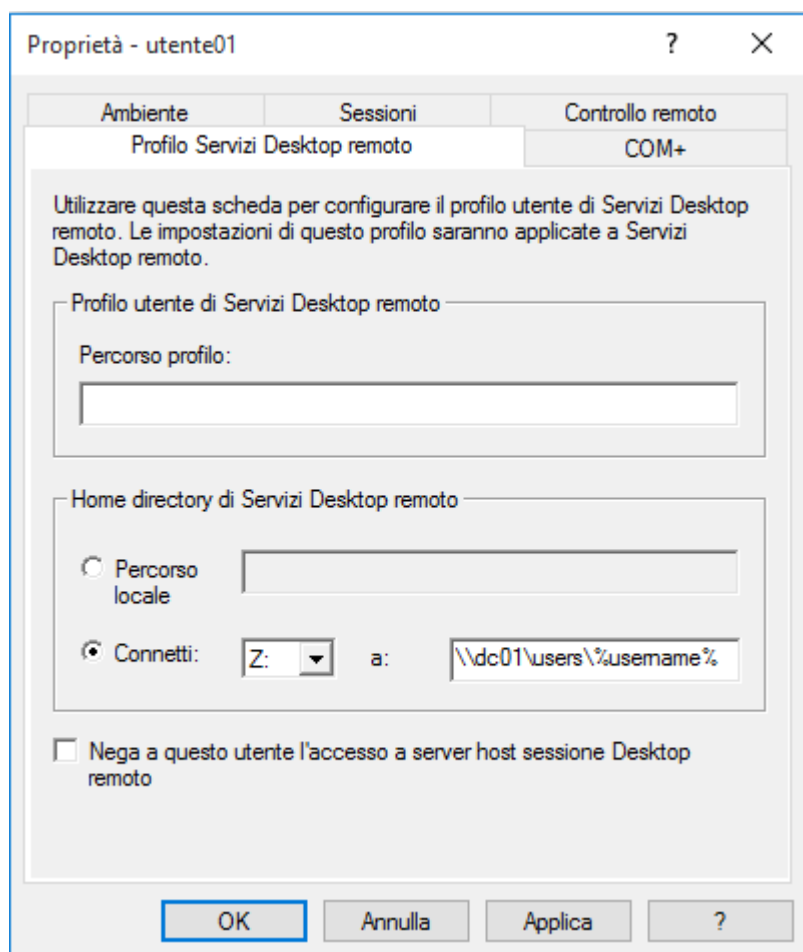 Proprietà - utente01
?
Ambiente
Sessioni
Controllo remoto
Profilo Servizi Desktop remoto
COM+
Utilizzare questa scheda per configurare il profilo utente di Servizi Desktop
remoto. Le impostazioni di questo profilo saranno applicate a Servizi
Desktop remoto.
Profilo utente di Servizi Desktop remoto
Percorso profilo:
Home directory di Servizi Desktop remoto
Percorso
locale
Connetti:
Z:
a:
\\dc01\users\%username%
Nega a questo utente l'accesso a server host sessione Desktop
remoto
OK
Annulla
Applica
?